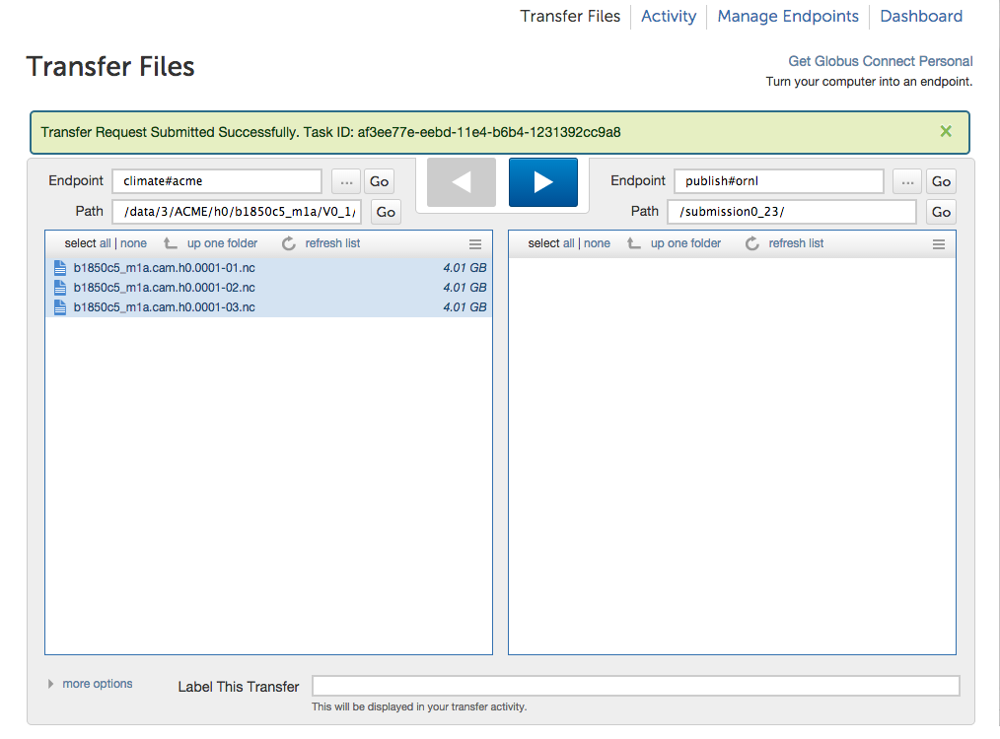 Transfer Files | Activity | Manage Endpoints | Dashboard
Transfer Files
Get Globus Connect Personal
Turn your computer into an endpoint.
Transfer Request Submitted Successfully. Task ID: af3ee77e-eebd-11e4-b6b4-1231392cc9a8
Endpoint climate#acme ... Go
Path /data/3/ACME/h0/b1850c5_m1a/V0_1/ Go
Endpoint publish#ornl ... Go
Path /submission0_23/ Go
select all | none up one folder refresh list
b1850c5_m1a.cam.h0.0001-01.nc 4.01 GB
b1850c5_m1a.cam.h0.0001-02.nc 4.01 GB
b1850c5_m1a.cam.h0.0001-03.nc 4.01 GB
select all | none up one folder refresh list
more options
Label This Transfer
This will be displayed in your transfer activity.